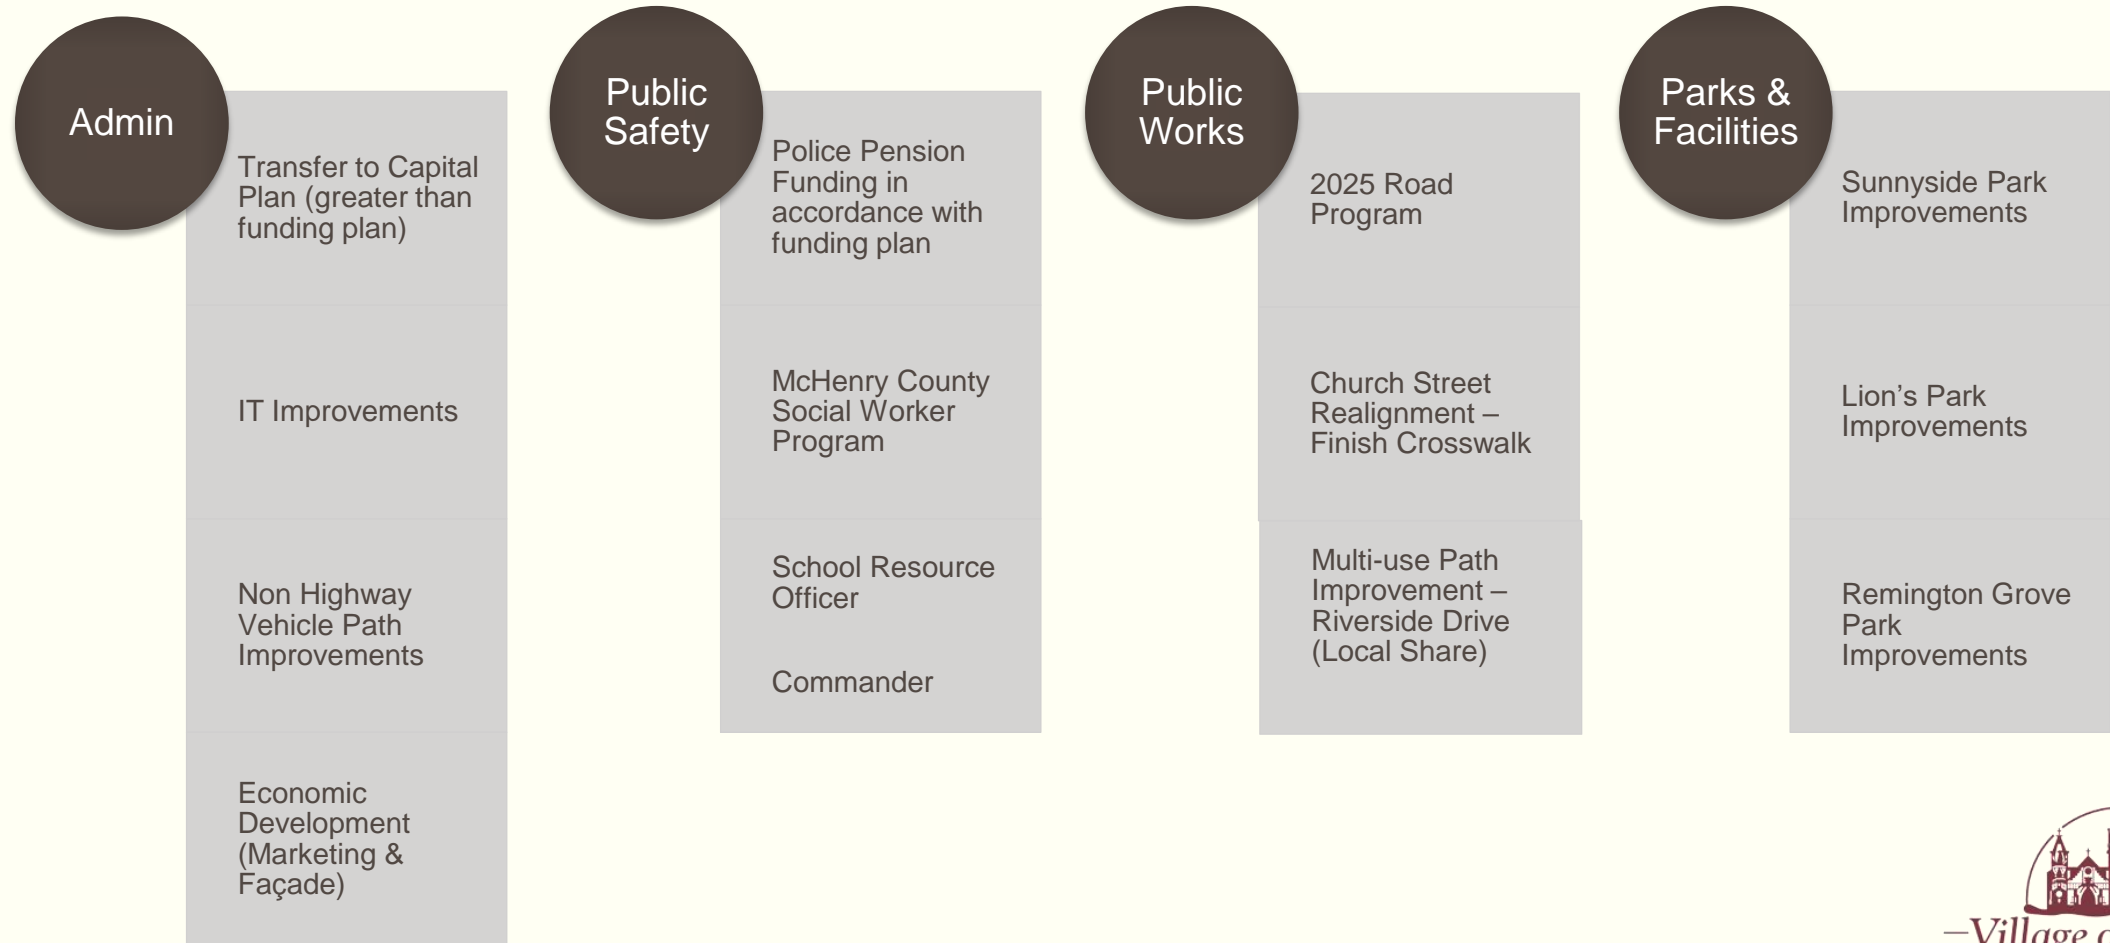 Admin
Transfer to Capital
Plan (greater than
funding plan)
IT Improvements
Non Highway
Vehicle Path
Improvements
Economic
Development
(Marketing &
Façade)
Public
Safety
Police Pension
Funding in
accordance with
funding plan
McHenry County
Social Worker
Program
School Resource
Officer
Commander
Public
Works
2025 Road
Program
Church Street
Realignment –
Finish Crosswalk
Multi-use Path
Improvement –
Riverside Drive
(Local Share)
Parks &
Facilities
Sunnyside Park
Improvements
Lion’s Park
Improvements
Remington Grove
Park
Improvements
–Village